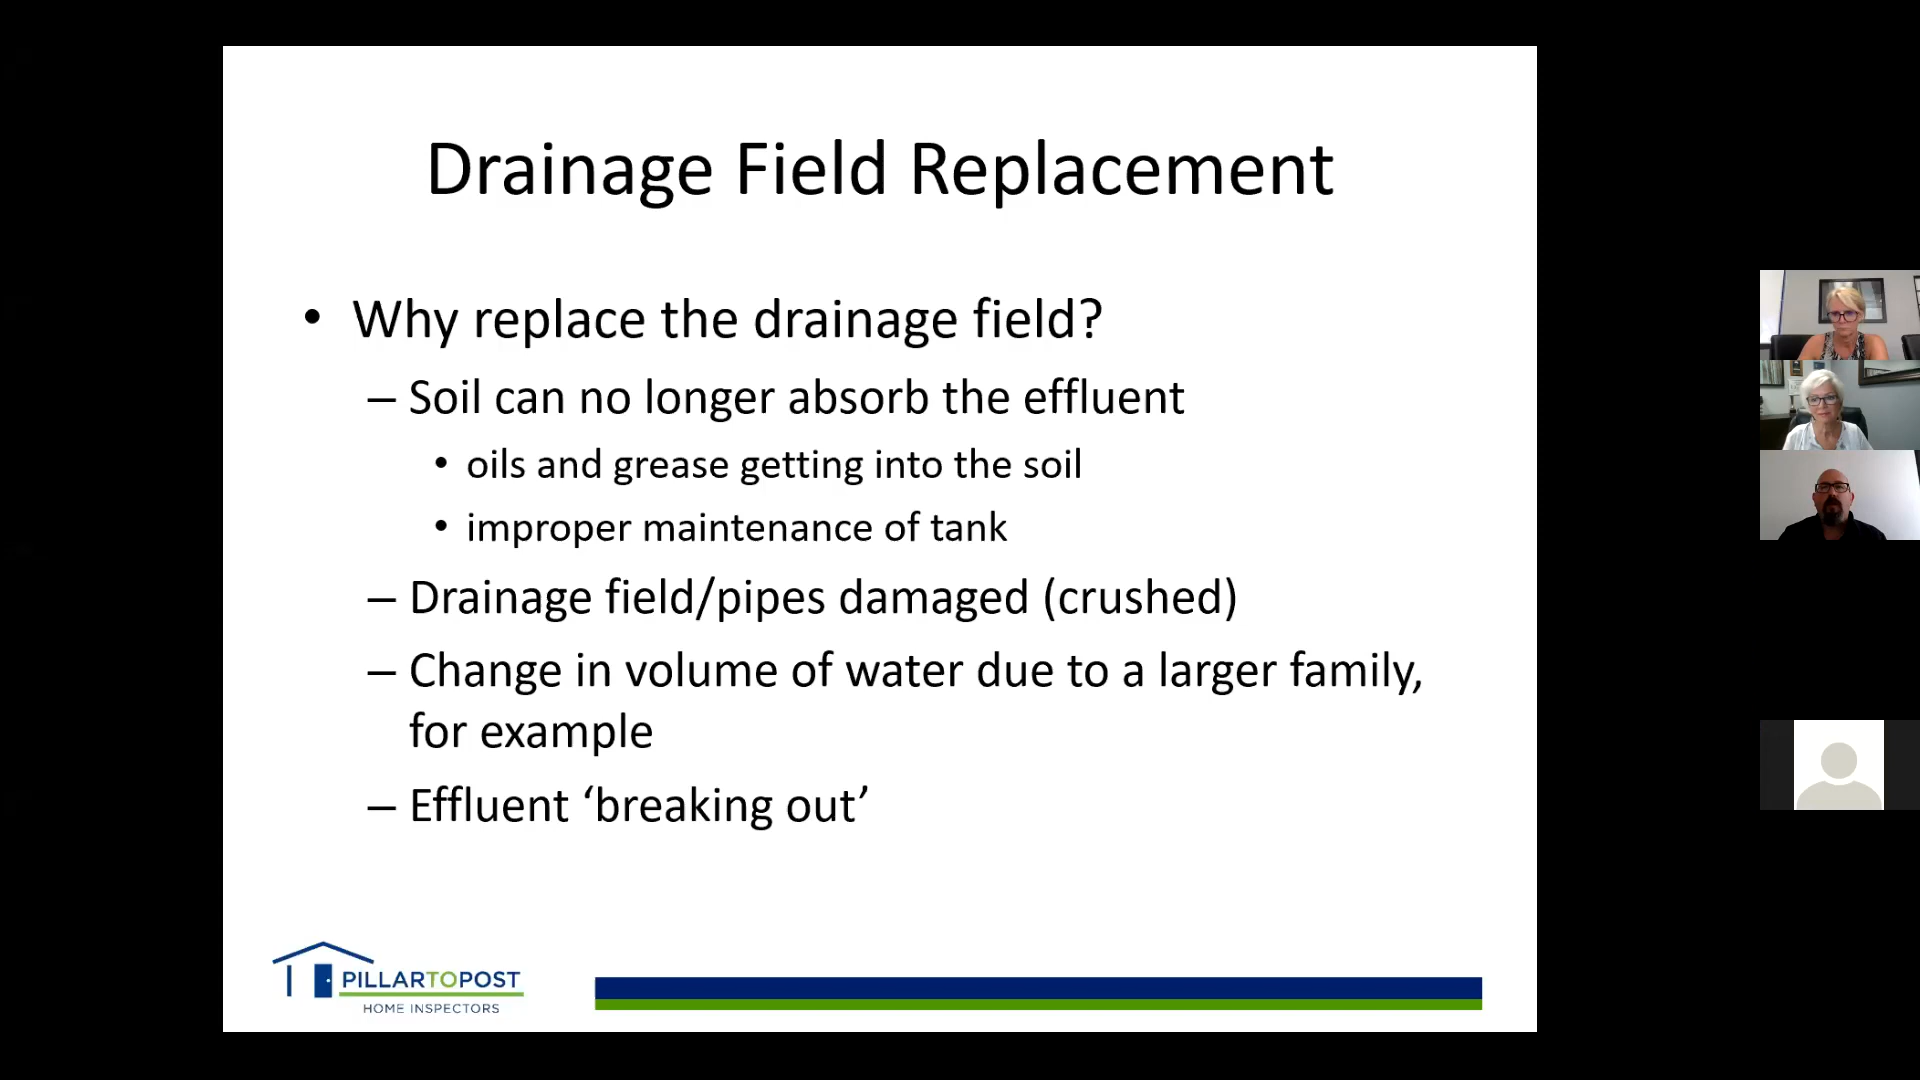 Drainage Field Replacement
• Why replace the drainage field?
– Soil can no longer absorb the effluent
• oils and grease getting into the soil
• improper maintenance of tank
– Drainage field/pipes damaged (crushed)
– Change in volume of water due to a larger family,
for example
– Effluent ‘breaking out’
PILLARTOPOST
HOME INSPECTORS